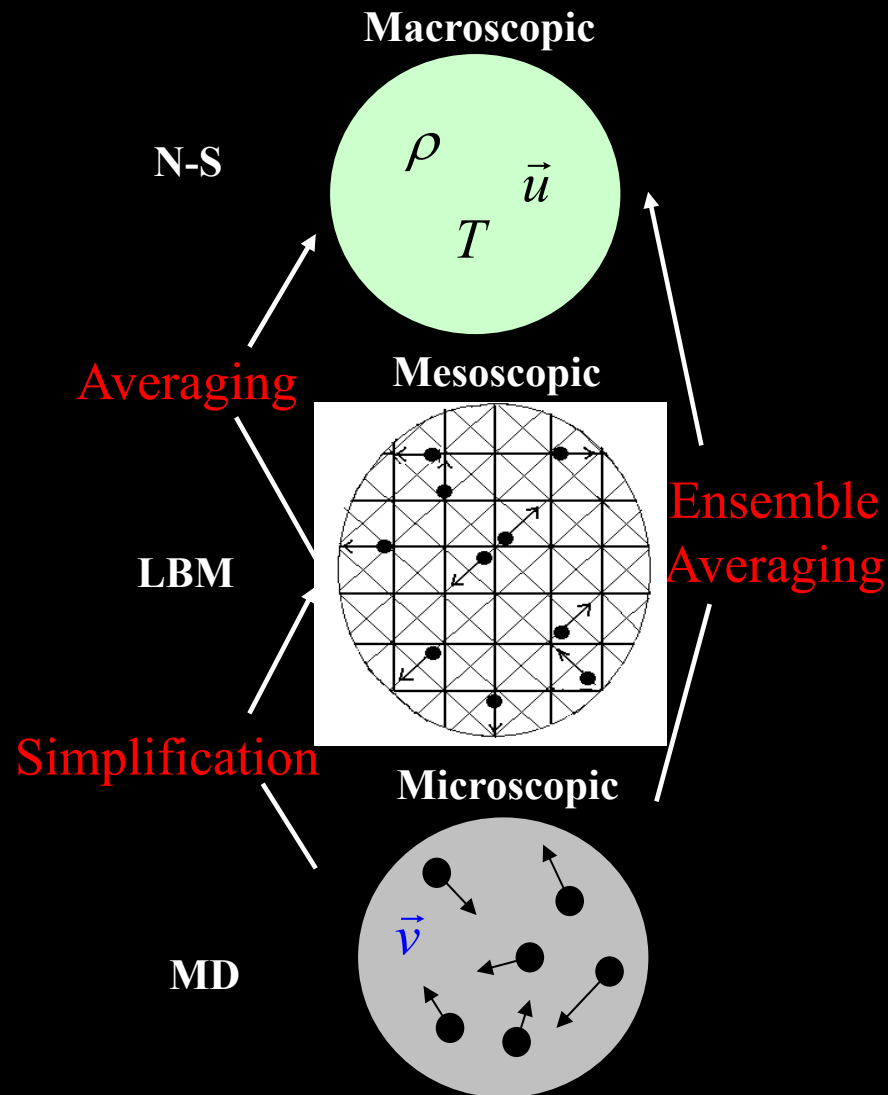 Macroscopic
N-S
ρ
u⃗
T
Averaging
Mesoscopic
Ensemble
Averaging
LBM
Simplification
Microscopic
v⃗
MD